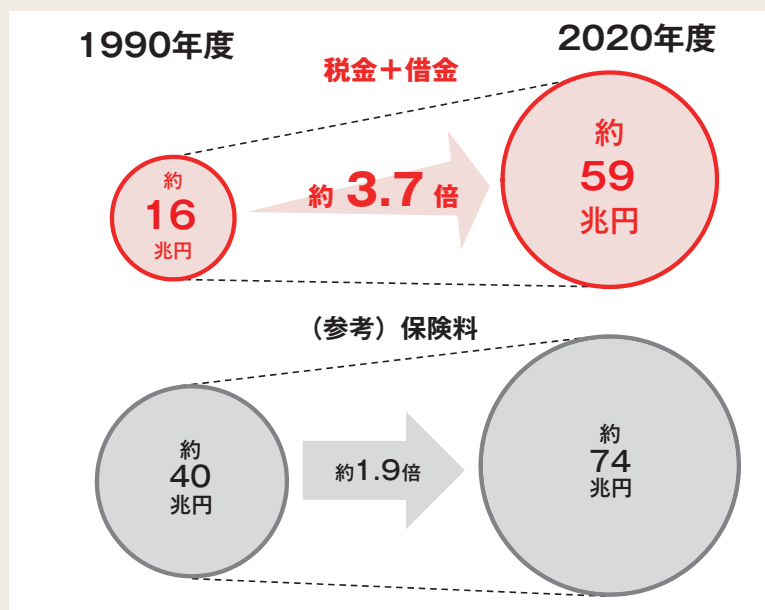 1990年度
2020年度
税金＋借金
約
16
兆円
約 3.7 倍
約
59
兆円
（参考）保険料
約
40
兆円
約1.9倍
約
74
兆円